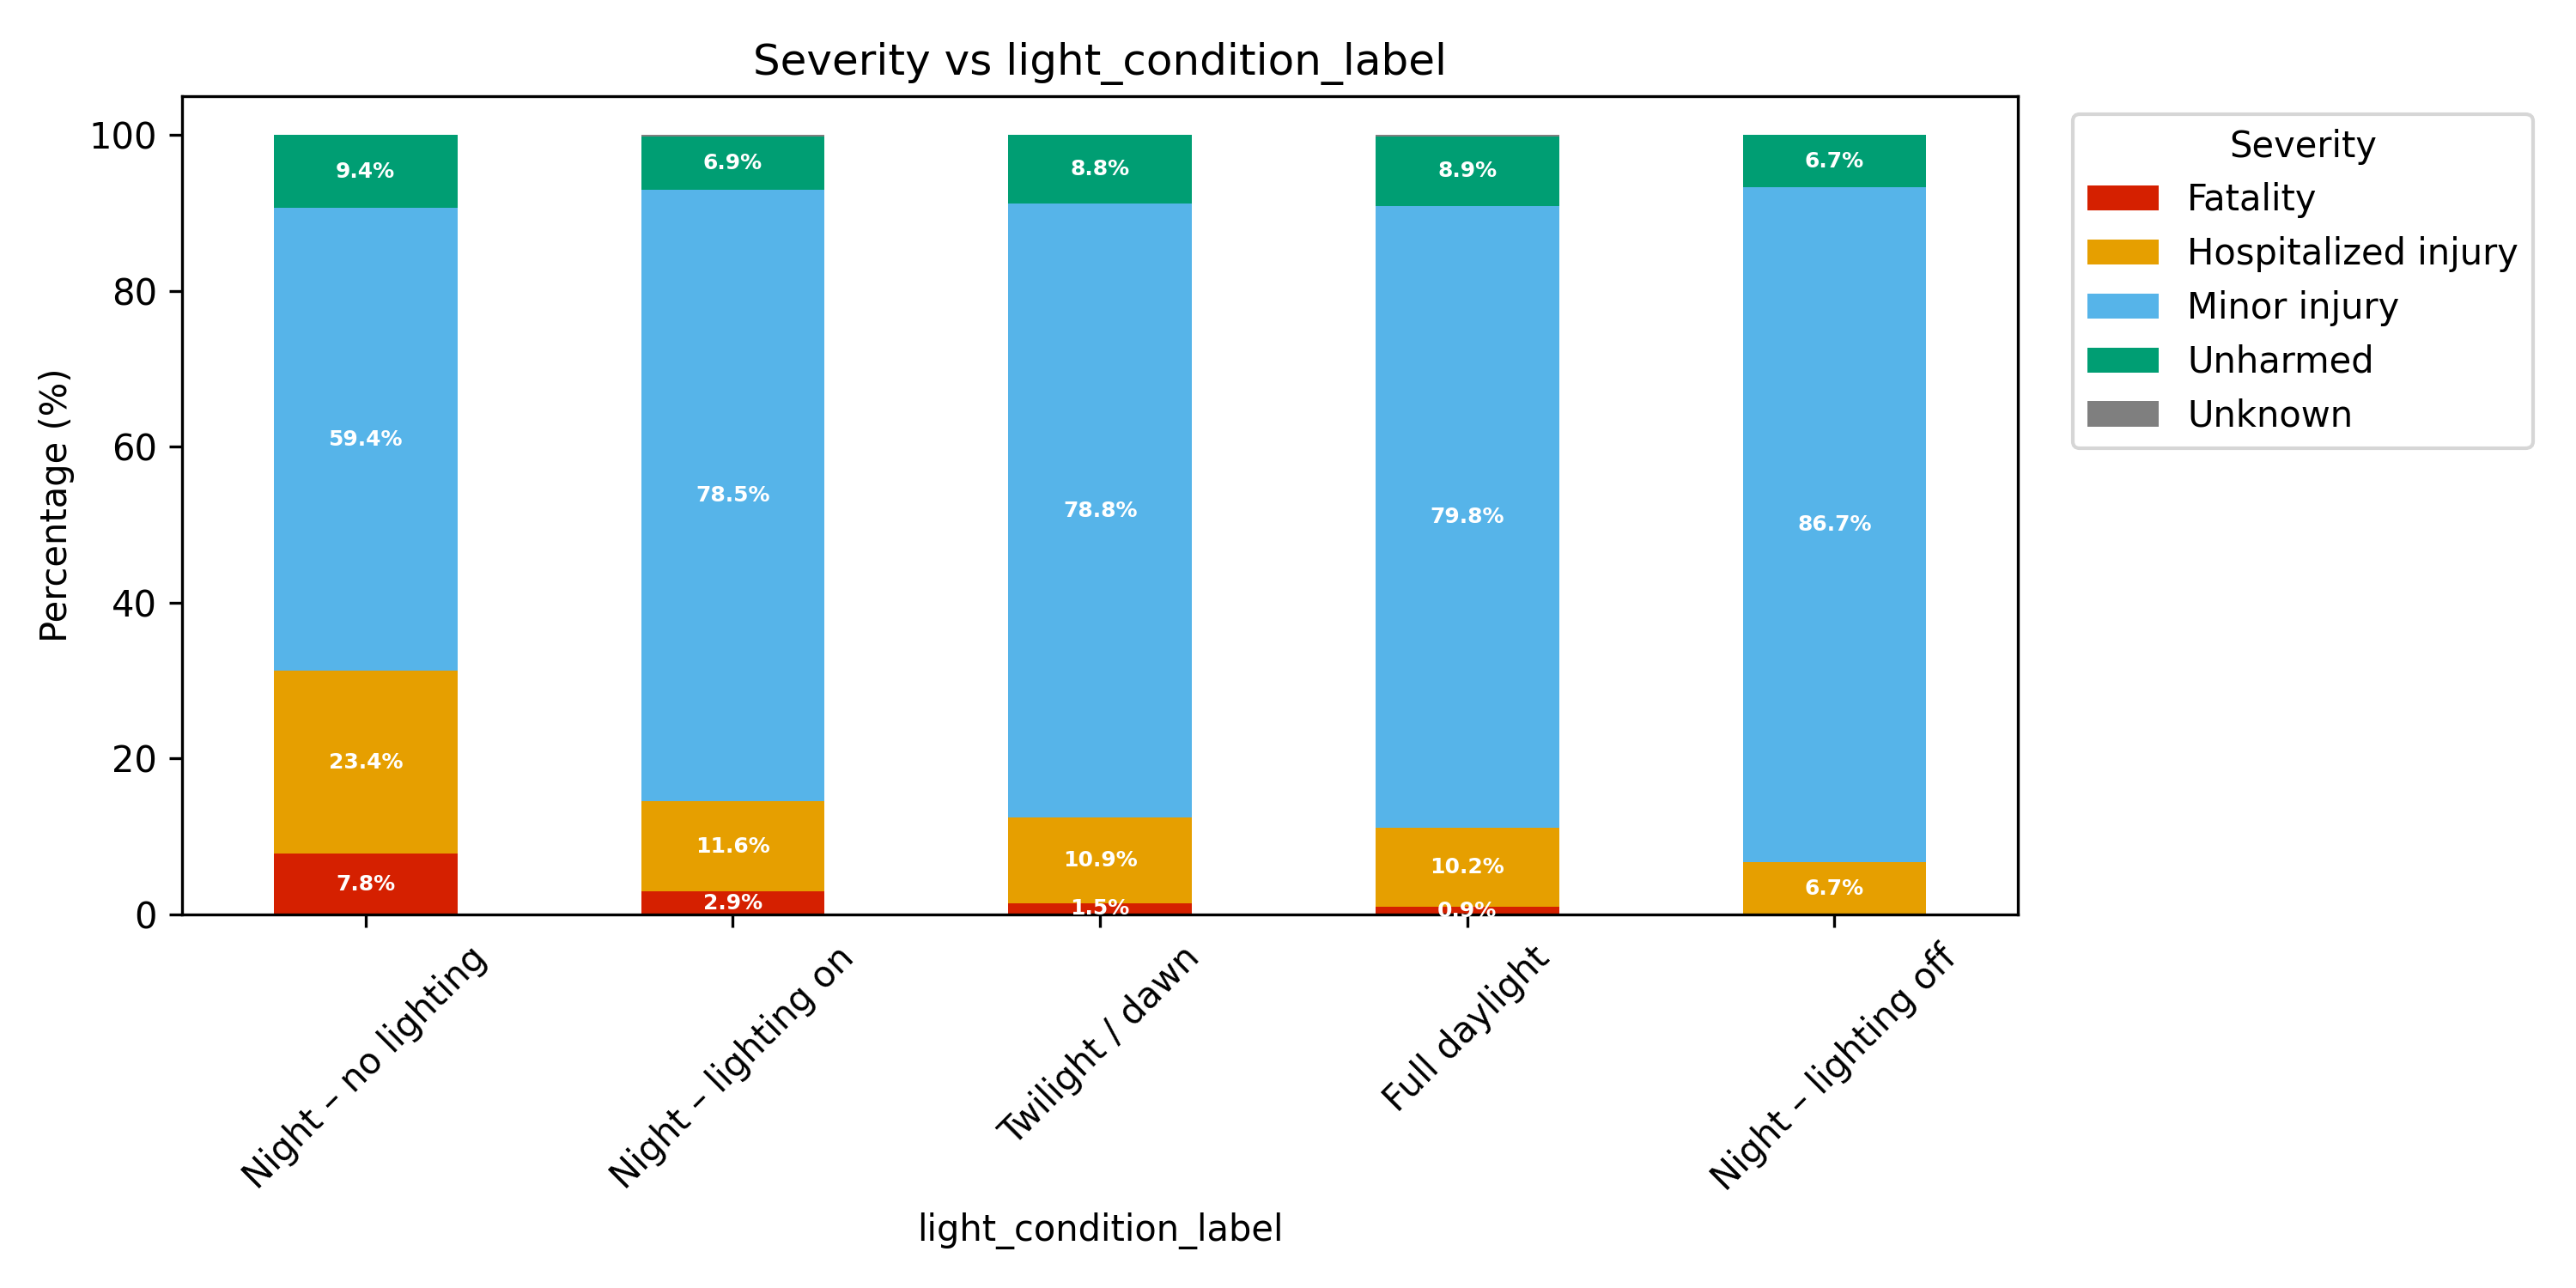 Severity vs light_condition_label
Percentage (%)
100
80
60
40
20
0
9.4%
59.4%
23.4%
7.8%
6.9%
78.5%
11.6%
2.9%
8.8%
78.8%
10.9%
1.5%
8.9%
79.8%
10.2%
0.9%
6.7%
86.7%
6.7%
Night – no lighting
Night – lighting on
Twilight / dawn
Full daylight
Night – lighting off
light_condition_label
Severity
Fatality
Hospitalized injury
Minor injury
Unharmed
Unknown